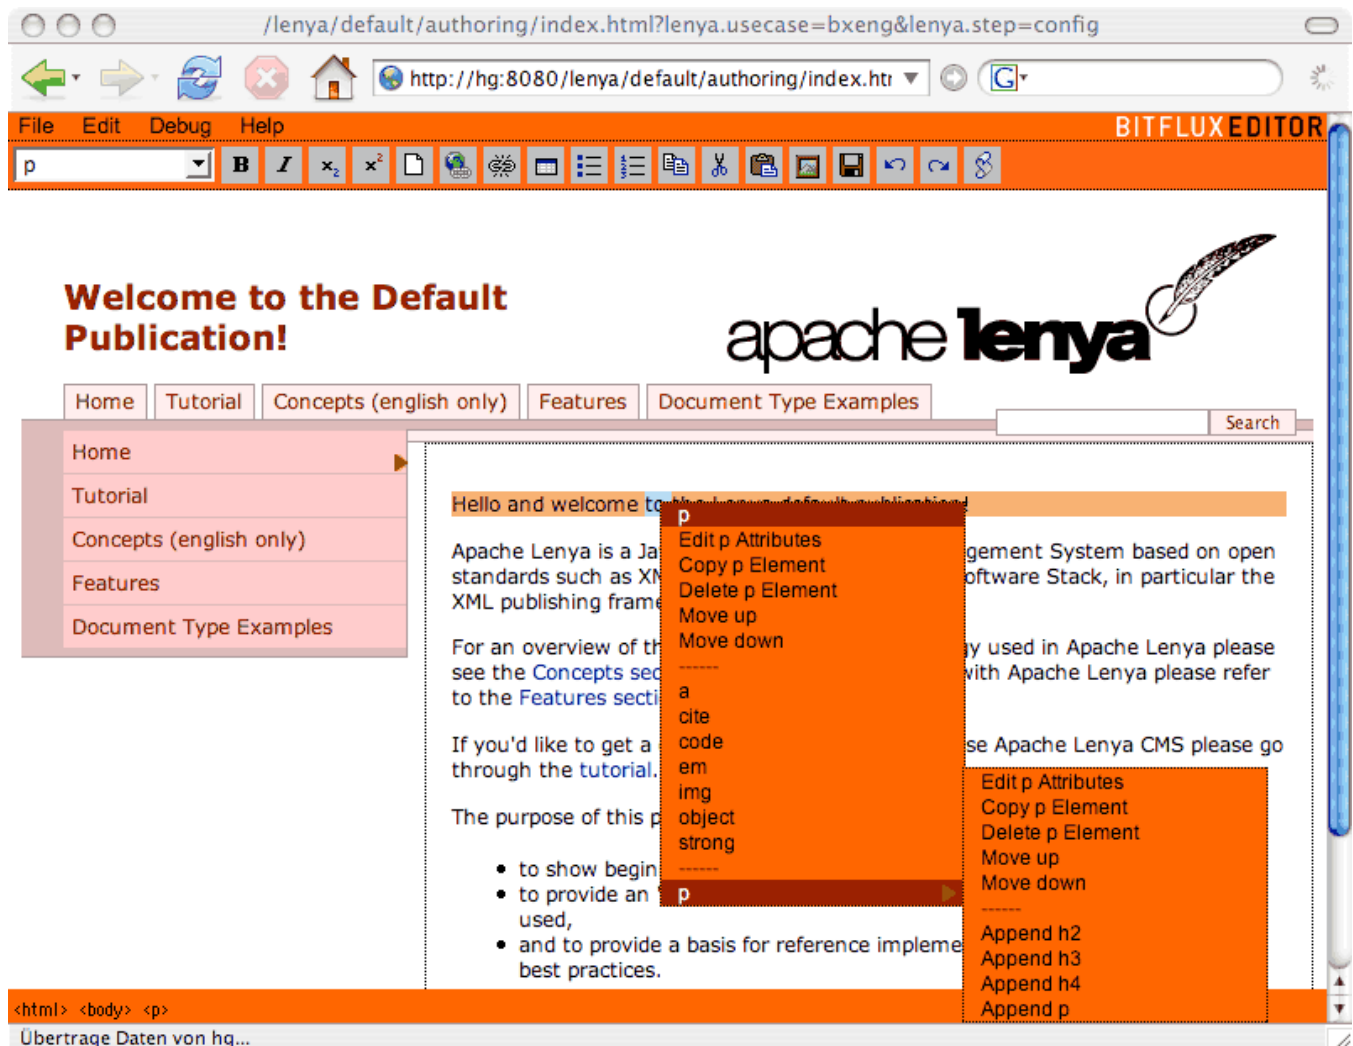 /lenya/default/authoring/index.html?lenya.usecase=bxeng&lenya.step=config
http://hg:8080/lenya/default/authoring/index.htr
G
File Edit Debug Help
BITFLUXEDITOR
p
B I x₂ x²
Welcome to the Default
Publication!
apache lenya
Home Tutorial Concepts (english only) Features Document Type Examples
Search
Home
Tutorial
Concepts (english only)
Features
Document Type Examples
Hello and welcome to the Lenya default publication!
Apache Lenya is a Ja gement System based on open
standards such as XM oftware Stack, in particular the
XML publishing frame
For an overview of th gy used in Apache Lenya please
see the Concepts sec with Apache Lenya please refer
to the Features secti
If you'd like to get a se Apache Lenya CMS please go
through the tutorial.
The purpose of this p
to show begin
to provide an
used,
and to provide a basis for reference impleme
best practices.
p
Edit p Attributes
Copy p Element
Delete p Element
Move up
Move down
------
a
cite
code
em
img
object
strong
------
p
Edit p Attributes
Copy p Element
Delete p Element
Move up
Move down
------
Append h2
Append h3
Append h4
Append p
<html> <body> <p>
Übertrage Daten von hg...